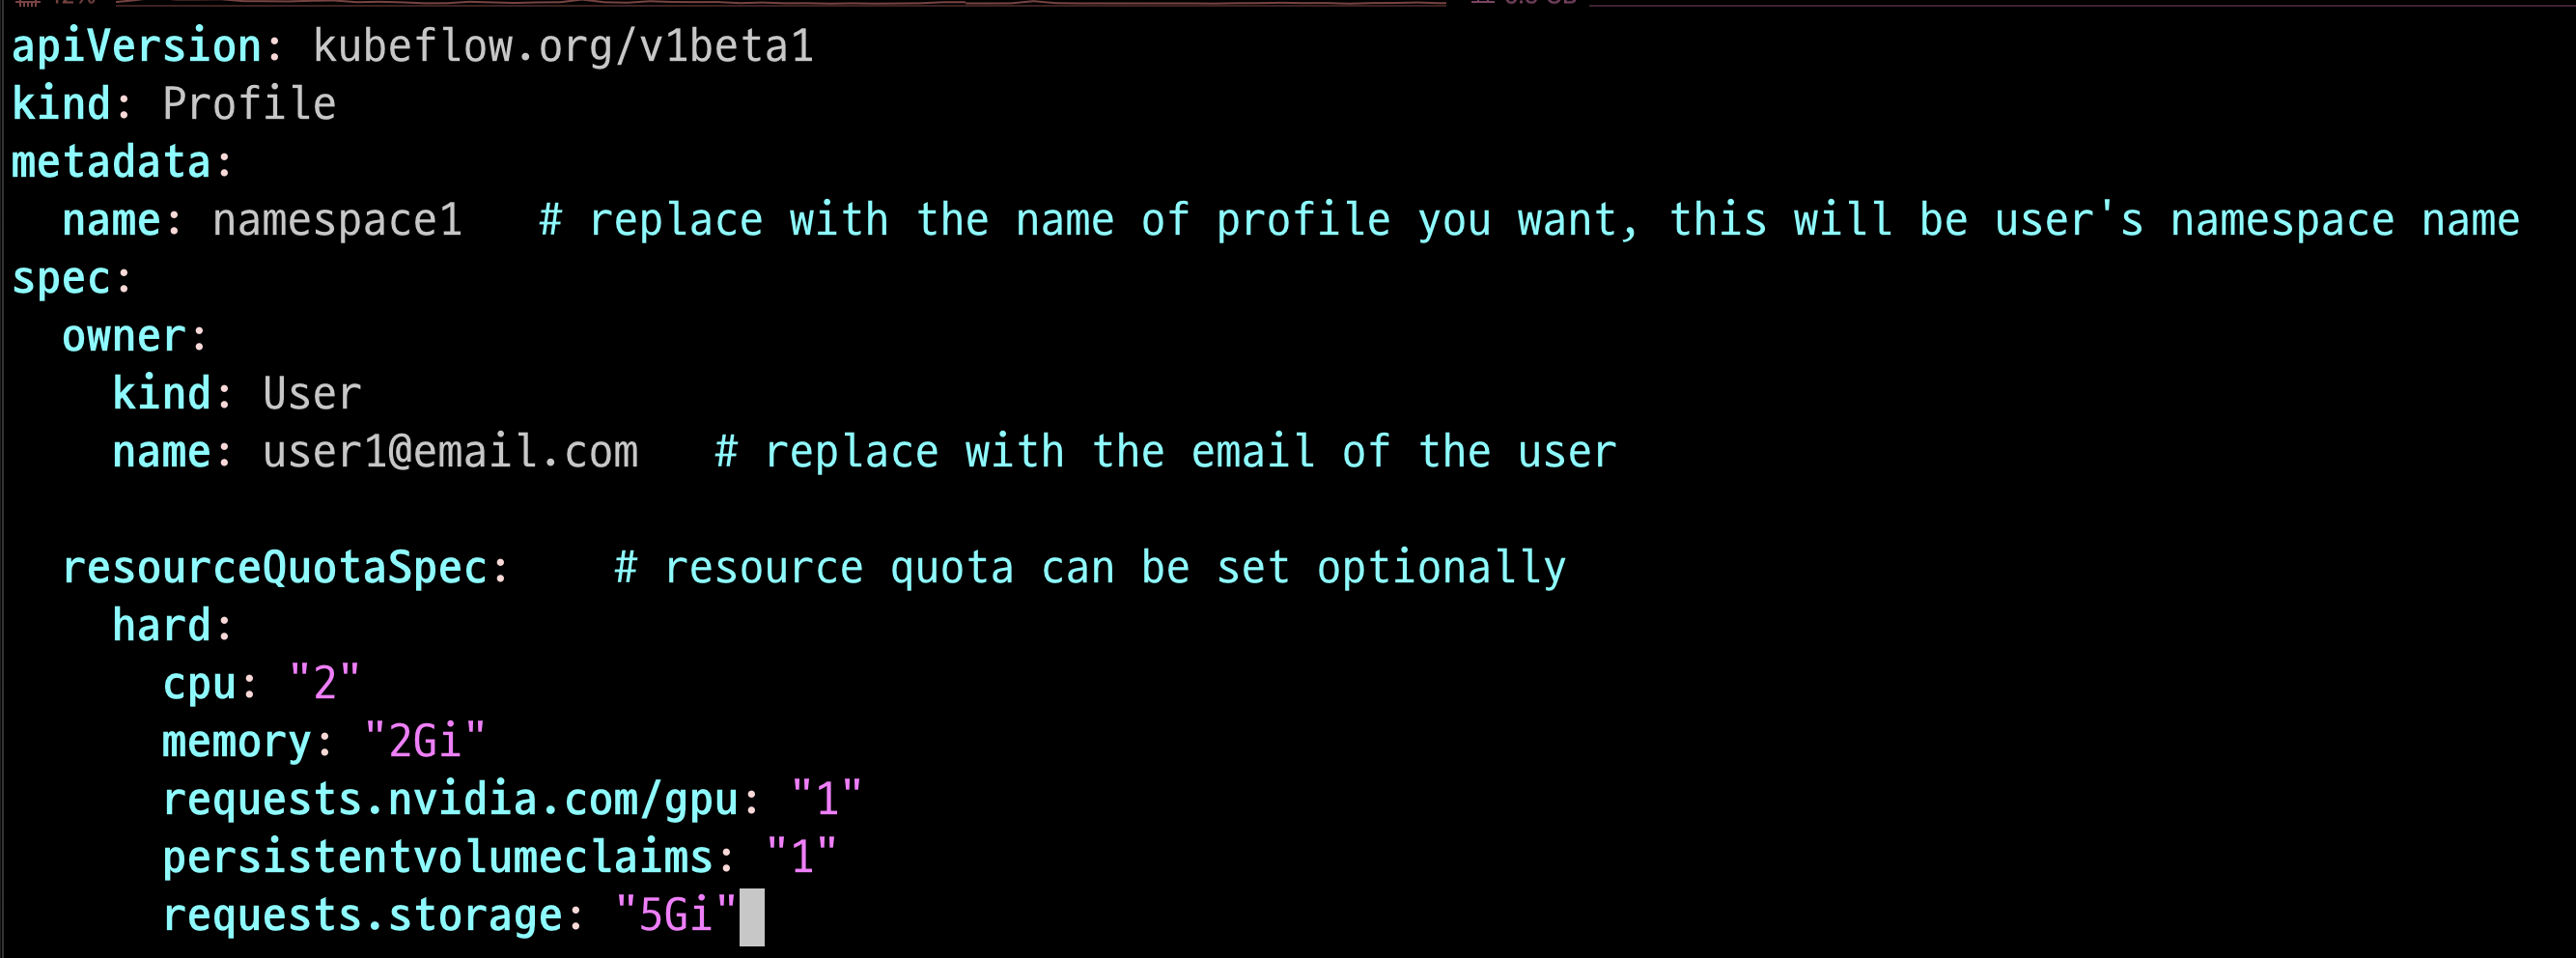 apiVersion: kubeflow.org/v1beta1
kind: Profile
metadata:
  name: namespace1   # replace with the name of profile you want, this will be user's namespace name
spec:
  owner:
    kind: User
    name: user1@email.com   # replace with the email of the user

  resourceQuotaSpec:    # resource quota can be set optionally
    hard:
      cpu: "2"
      memory: "2Gi"
      requests.nvidia.com/gpu: "1"
      persistentvolumeclaims: "1"
      requests.storage: "5Gi"